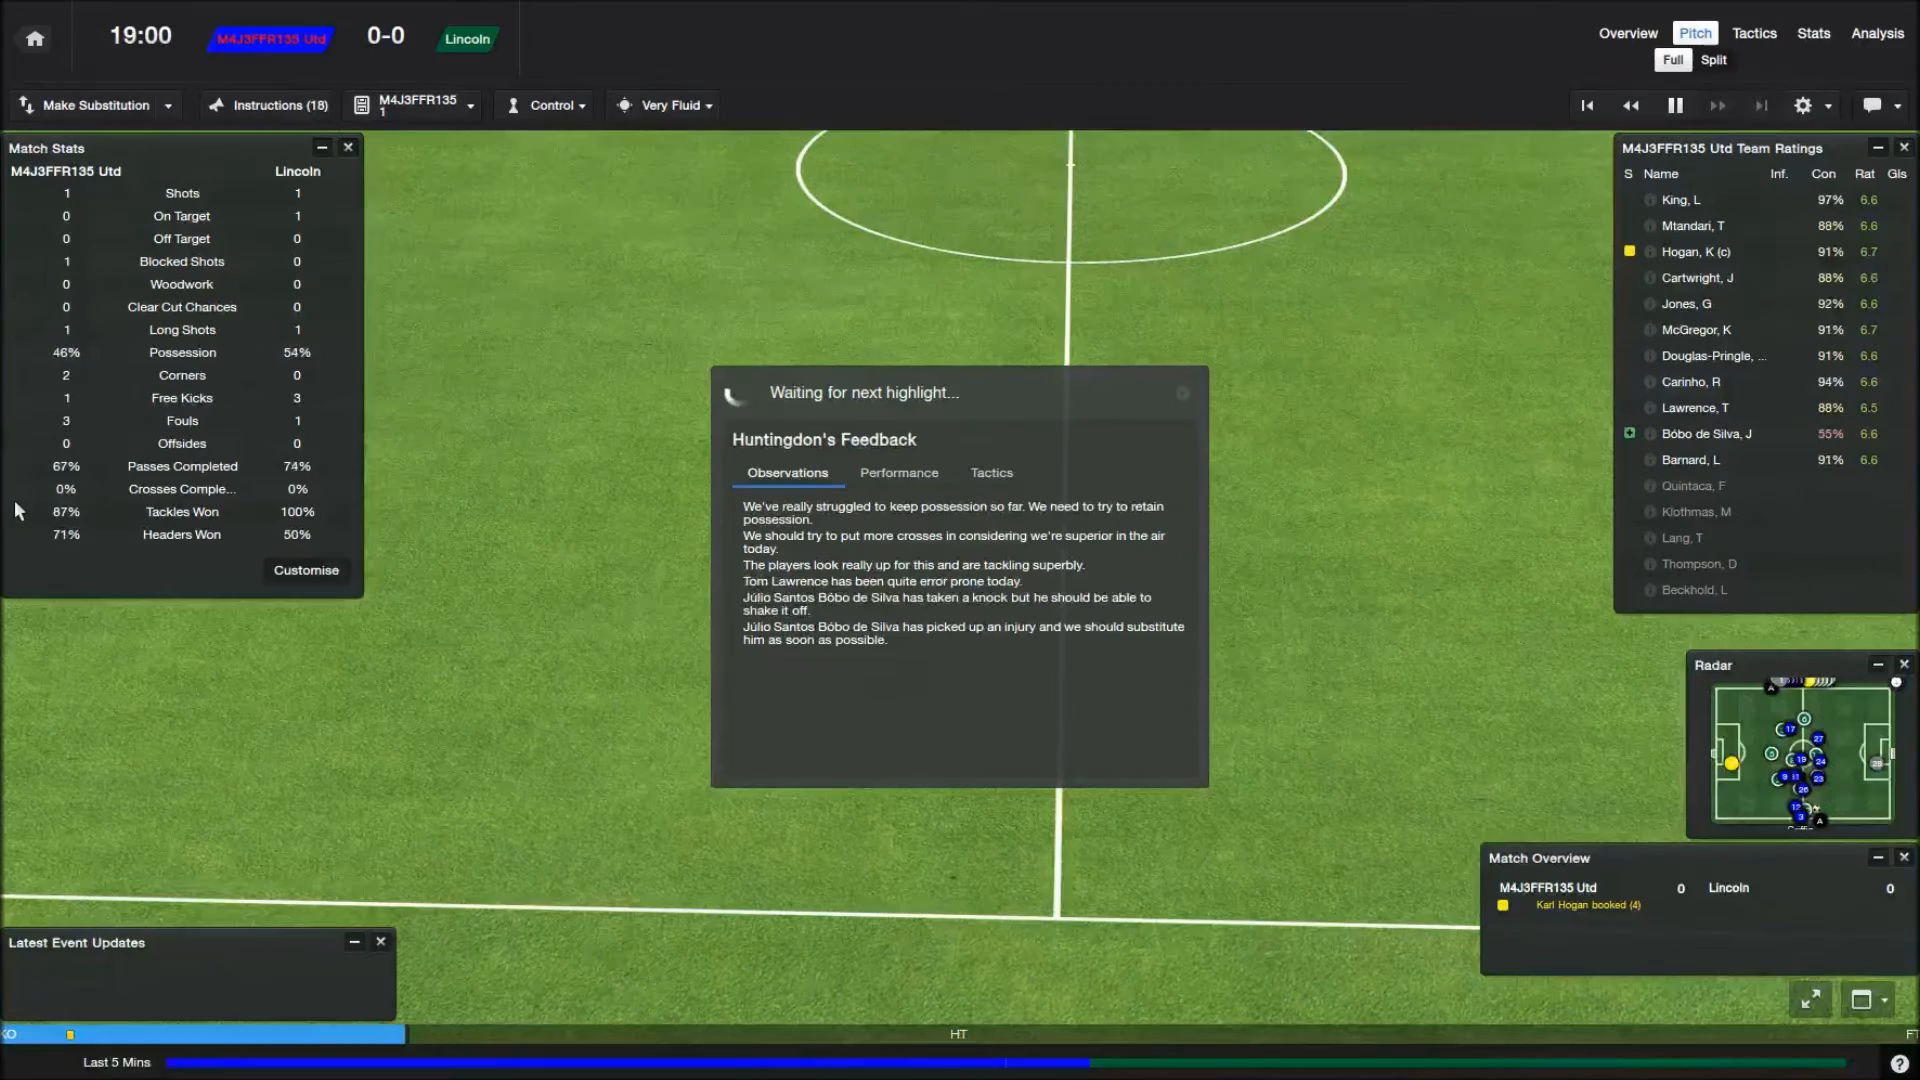 19:00
M4J3FFR135 Utd
0-0
Lincoln
Overview
Pitch
Tactics
Stats
Analysis
Full
Split
Make Substitution
Instructions (18)
M4J3FFR135
1
Control
Very Fluid
Match Stats
M4J3FFR135 Utd Lincoln
1 Shots 1
0 On Target 1
0 Off Target 0
1 Blocked Shots 0
0 Woodwork 0
0 Clear Cut Chances 0
1 Long Shots 1
46% Possession 54%
2 Corners 0
1 Free Kicks 3
3 Fouls 1
0 Offsides 0
67% Passes Completed 74%
0% Crosses Comple... 0%
87% Tackles Won 100%
71% Headers Won 50%
Customise
Waiting for next highlight...
Huntingdon's Feedback
Observations Performance Tactics
We've really struggled to keep possession so far. We need to try to retain
possession.
We should try to put more crosses in considering we're superior in the air
today.
The players look really up for this and are tackling superbly.
Tom Lawrence has been quite error prone today.
Júlio Santos Bóbo de Silva has taken a knock but he should be able to
shake it off.
Júlio Santos Bóbo de Silva has picked up an injury and we should substitute
him as soon as possible.
M4J3FFR135 Utd Team Ratings
S Name Inf. Con Rat Gls
King, L 97% 6.6
Mtandari, T 88% 6.6
Hogan, K (c) 91% 6.7
Cartwright, J 88% 6.6
Jones, G 92% 6.6
McGregor, K 91% 6.7
Douglas-Pringle, ... 91% 6.6
Carinho, R 94% 6.6
Lawrence, T 88% 6.5
Bóbo de Silva, J 55% 6.6
Barnard, L 91% 6.6
Quintaca, F
Klothmas, M
Lang, T
Thompson, D
Beckhold, L
Radar
A
6
17
27
19
24
9
23
26
3
A
Match Overview
M4J3FFR135 Utd 0 Lincoln 0
Karl Hogan booked (4)
Latest Event Updates
KO
HT
FT
Last 5 Mins
?